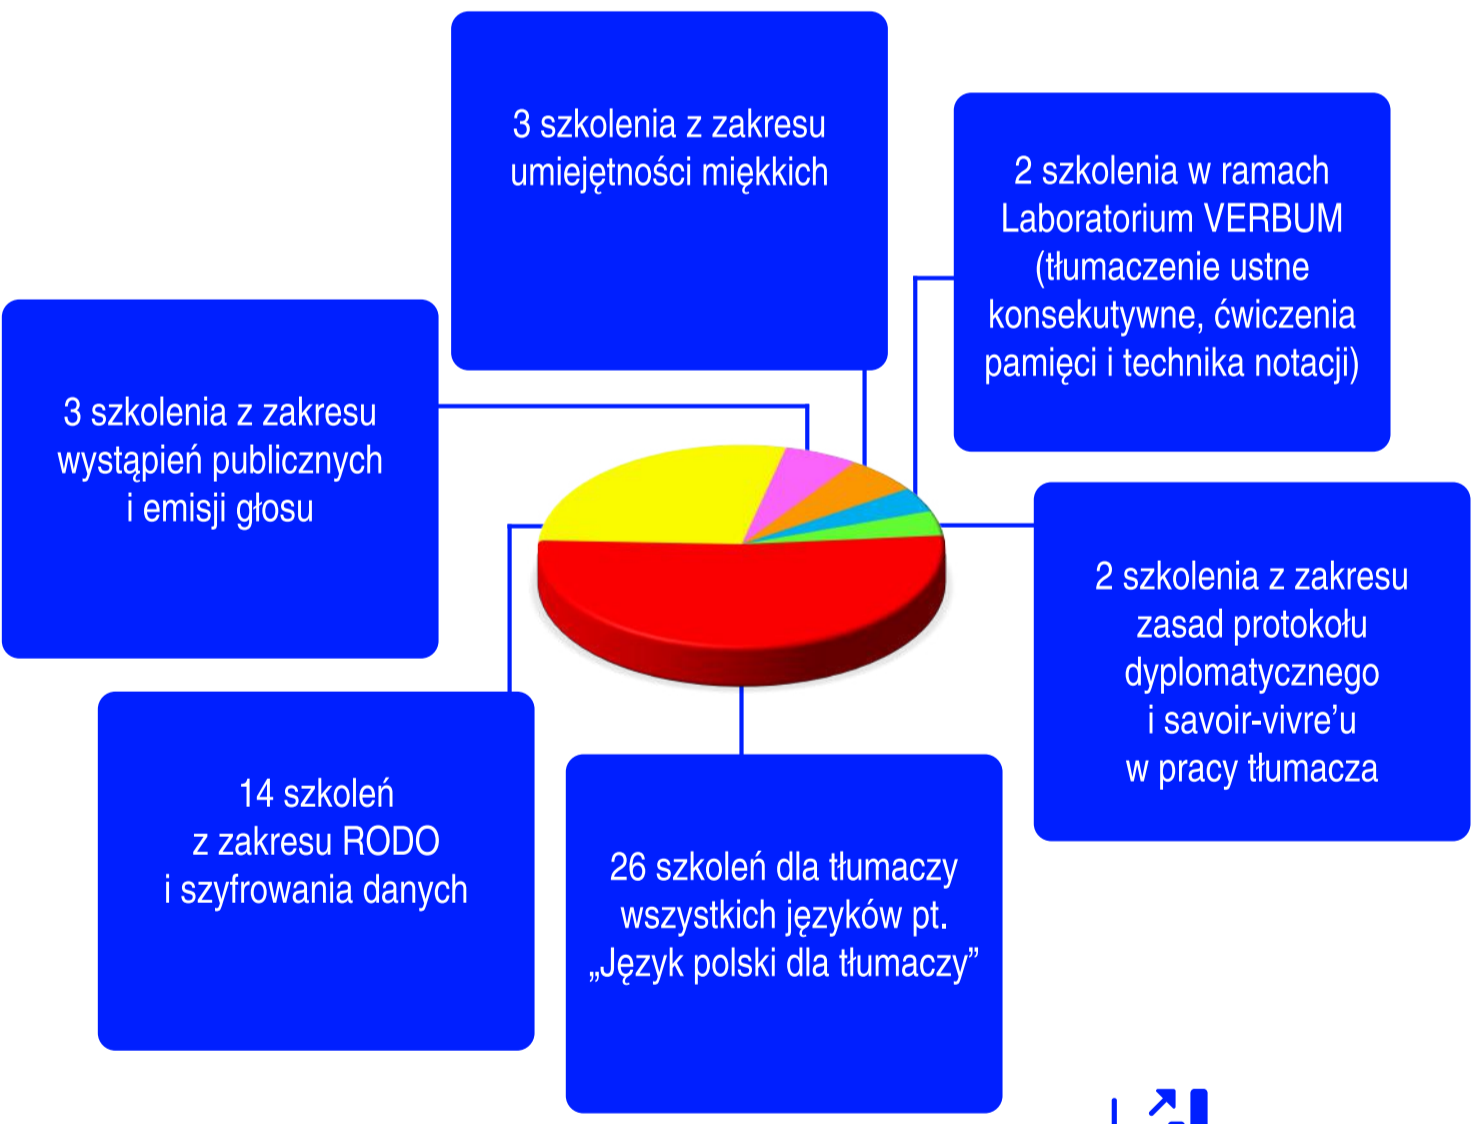 3 szkolenia z zakresu
umiejętności miękkich
2 szkolenia w ramach
Laboratorium VERBUM
(tłumaczenie ustne
konsekutywne, ćwiczenia
pamięci i technika notacji)
3 szkolenia z zakresu
wystąpień publicznych
i emisji głosu
2 szkolenia z zakresu
zasad protokołu
dyplomatycznego
i savoir-vivre’u
w pracy tłumacza
14 szkoleń
z zakresu RODO
i szyfrowania danych
26 szkoleń dla tłumaczy
wszystkich języków pt.
„Język polski dla tłumaczy”